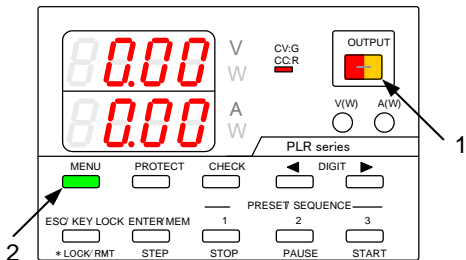 0.00 V
W
CV:G
CC:R
OUTPUT
0.00 A
W
V(W) A(W)
1
PLR series
MENU PROTECT CHECK ◀ DIGIT ▶
PRESET/ SEQUENCE
ESC/ KEY LOCK ENTER/MEM 1 2 3
2
* LOCK/ RMT STEP STOP PAUSE START